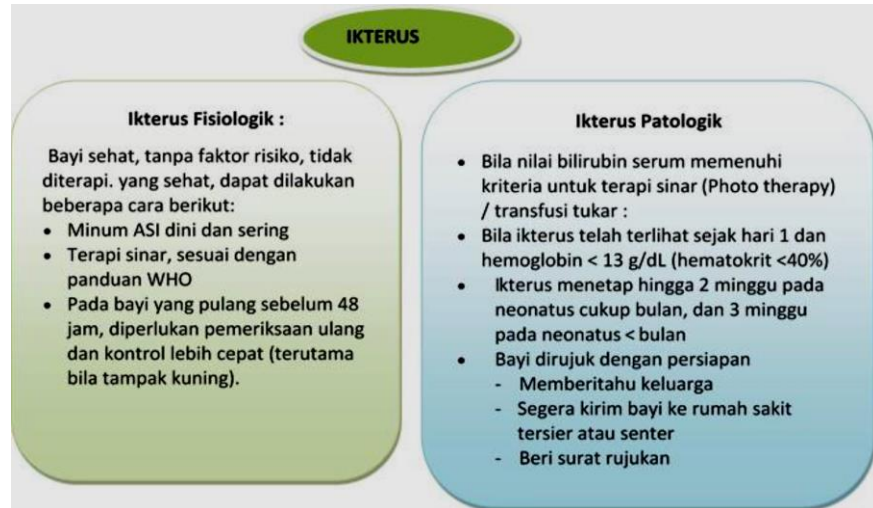 IKTERUS
Ikterus Fisiologik :
Bayi sehat, tanpa faktor risiko, tidak
diterapi. yang sehat, dapat dilakukan
beberapa cara berikut:
• Minum ASI dini dan sering
• Terapi sinar, sesuai dengan
panduan WHO
• Pada bayi yang pulang sebelum 48
jam, diperlukan pemeriksaan ulang
dan kontrol lebih cepat (terutama
bila tampak kuning).
Ikterus Patologik
• Bila nilai bilirubin serum memenuhi
kriteria untuk terapi sinar (Photo therapy)
/ transfusi tukar :
• Bila ikterus telah terlihat sejak hari 1 dan
hemoglobin < 13 g/dL (hematokrit <40%)
• Ikterus menetap hingga 2 minggu pada
neonatus cukup bulan, dan 3 minggu
pada neonatus < bulan
• Bayi dirujuk dengan persiapan
- Memberitahu keluarga
- Segera kirim bayi ke rumah sakit
tersier atau senter
- Beri surat rujukan